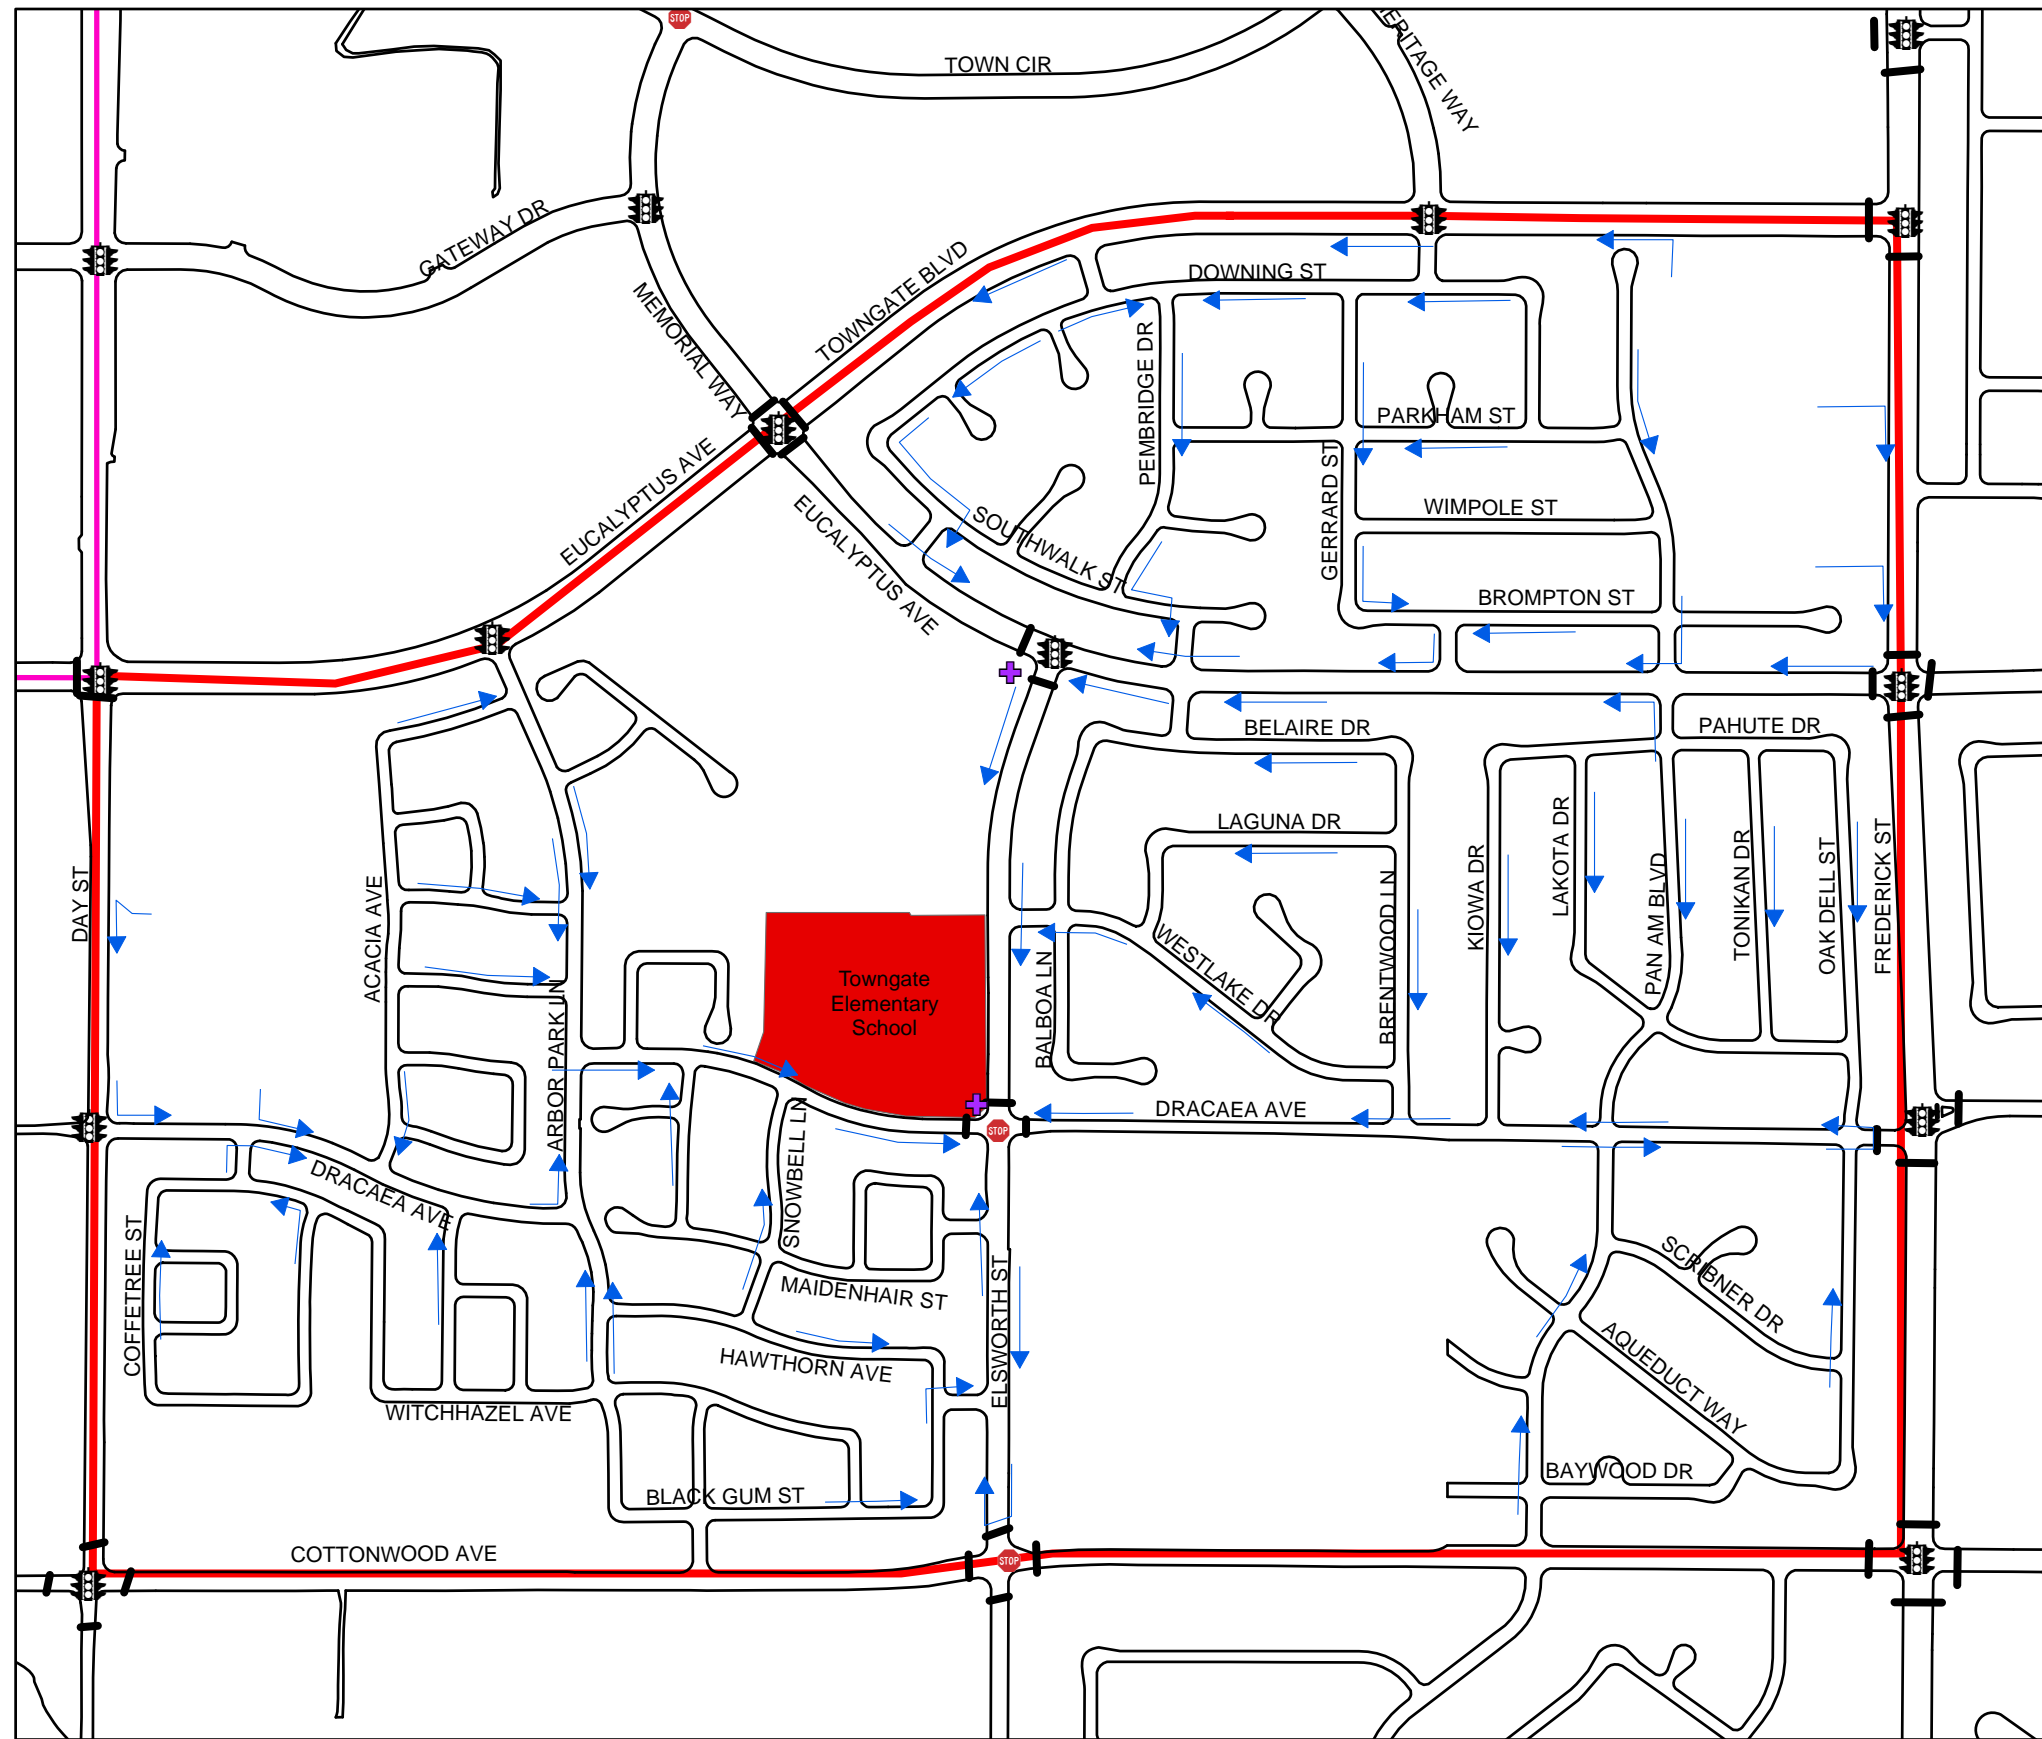 STOP
TOWN CIR
ERITAGE WAY
GATEWAY DR
MEMORIAL WAY
TOWNGATE BLVD
DOWNING ST
PEMBRIDGE DR
PARKHAM ST
EUCALYPTUS AVE
EUCALYPTUS AVE
SOUTHWALK ST
GERRARD ST
WIMPOLE ST
BROMPTON ST
BELAIRE DR
PAHUTE DR
LAGUNA DR
DAY ST
ACACIA AVE
ARBOR PARK LN
Towngate
Elementary
School
BALBOA LN
WESTLAKE DR
BRENTWOOD LN
KIOWA DR
LAKOTA DR
PAN AM BLVD
TONIKAN DR
OAK DELL ST
FREDERICK ST
DRACAEA AVE
STOP
DRACAEA AVE
SNOWBELL LN
COFFETREE ST
MAIDENHAIR ST
ELSWORTH ST
SCRIBNER DR
HAWTHORN AVE
AQUEDUCT WAY
WITCHHAZEL AVE
BLACK GUM ST
BAYWOOD DR
COTTONWOOD AVE
STOP